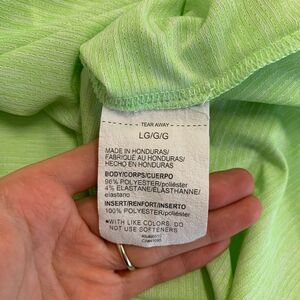 TEAR AWAY
LG/G/G
MADE IN HONDURAS/
FABRIQUÉ AU HONDURAS/
HECHO EN HONDURAS
BODY/CORPS/CUERPO
96% POLYESTER/poliéster
4% ELASTANE/ÉLASTHANNE/
elastano
INSERT/RENFORT/INSERTO
100% POLYESTER/poliéster
*WITH LIKE COLORS. DO
NOT USE SOFTENERS